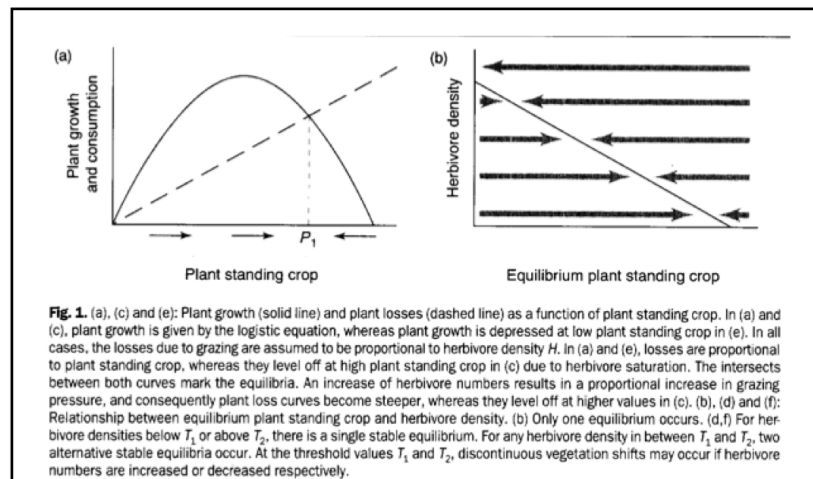 (a)
(b)
Plant growth
and consumption
Herbivore density
P1
Plant standing crop
Equilibrium plant standing crop
Fig. 1. (a), (c) and (e): Plant growth (solid line) and plant losses (dashed line) as a function of plant standing crop. In (a) and
(c), plant growth is given by the logistic equation, whereas plant growth is depressed at low plant standing crop in (e). In all
cases, the losses due to grazing are assumed to be proportional to herbivore density H. In (a) and (e), losses are proportional
to plant standing crop, whereas they level off at high plant standing crop in (c) due to herbivore saturation. The intersects
between both curves mark the equilibria. An increase of herbivore numbers results in a proportional increase in grazing
pressure, and consequently plant loss curves become steeper, whereas they level off at higher values in (c). (b), (d) and (f):
Relationship between equilibrium plant standing crop and herbivore density. (b) Only one equilibrium occurs. (d,f) For her-
bivore densities below T1 or above T2, there is a single stable equilibrium. For any herbivore density in between T1 and T2, two
alternative stable equilibria occur. At the threshold values T1 and T2, discontinuous vegetation shifts may occur if herbivore
numbers are increased or decreased respectively.